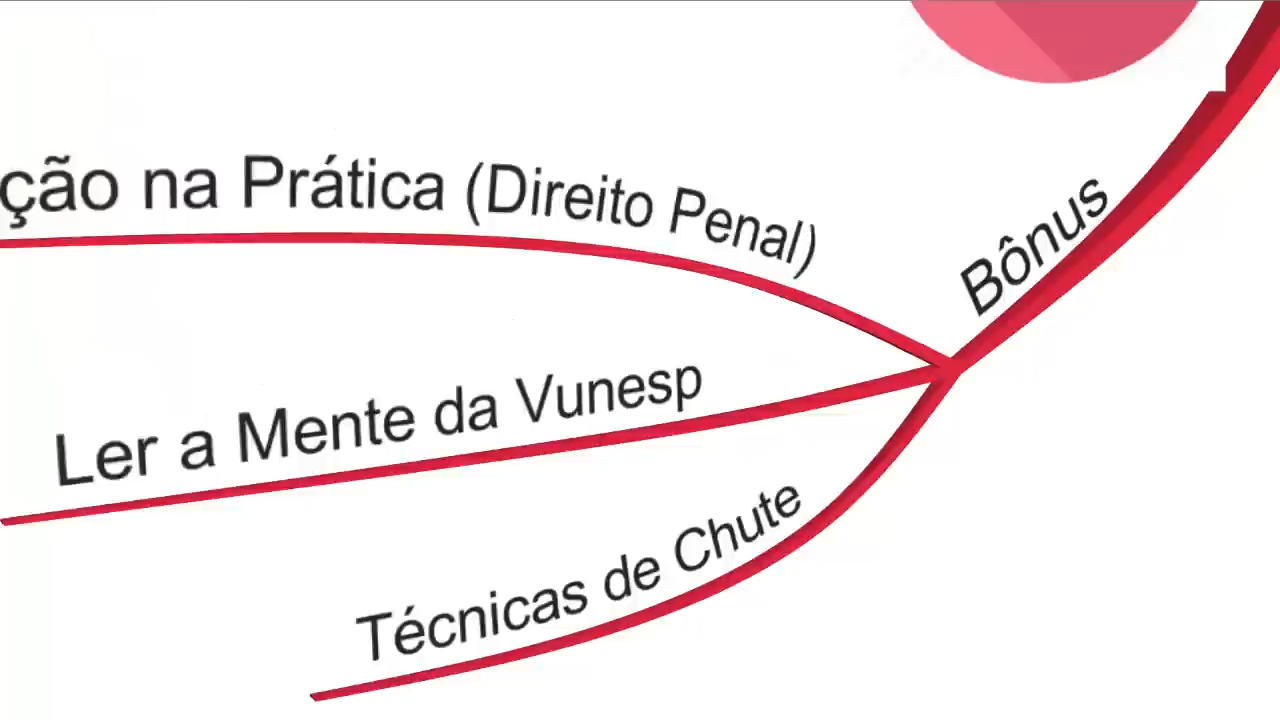 ção na Prática (Direito Penal)
Bônus
Ler a Mente da Vunesp
Técnicas de Chute